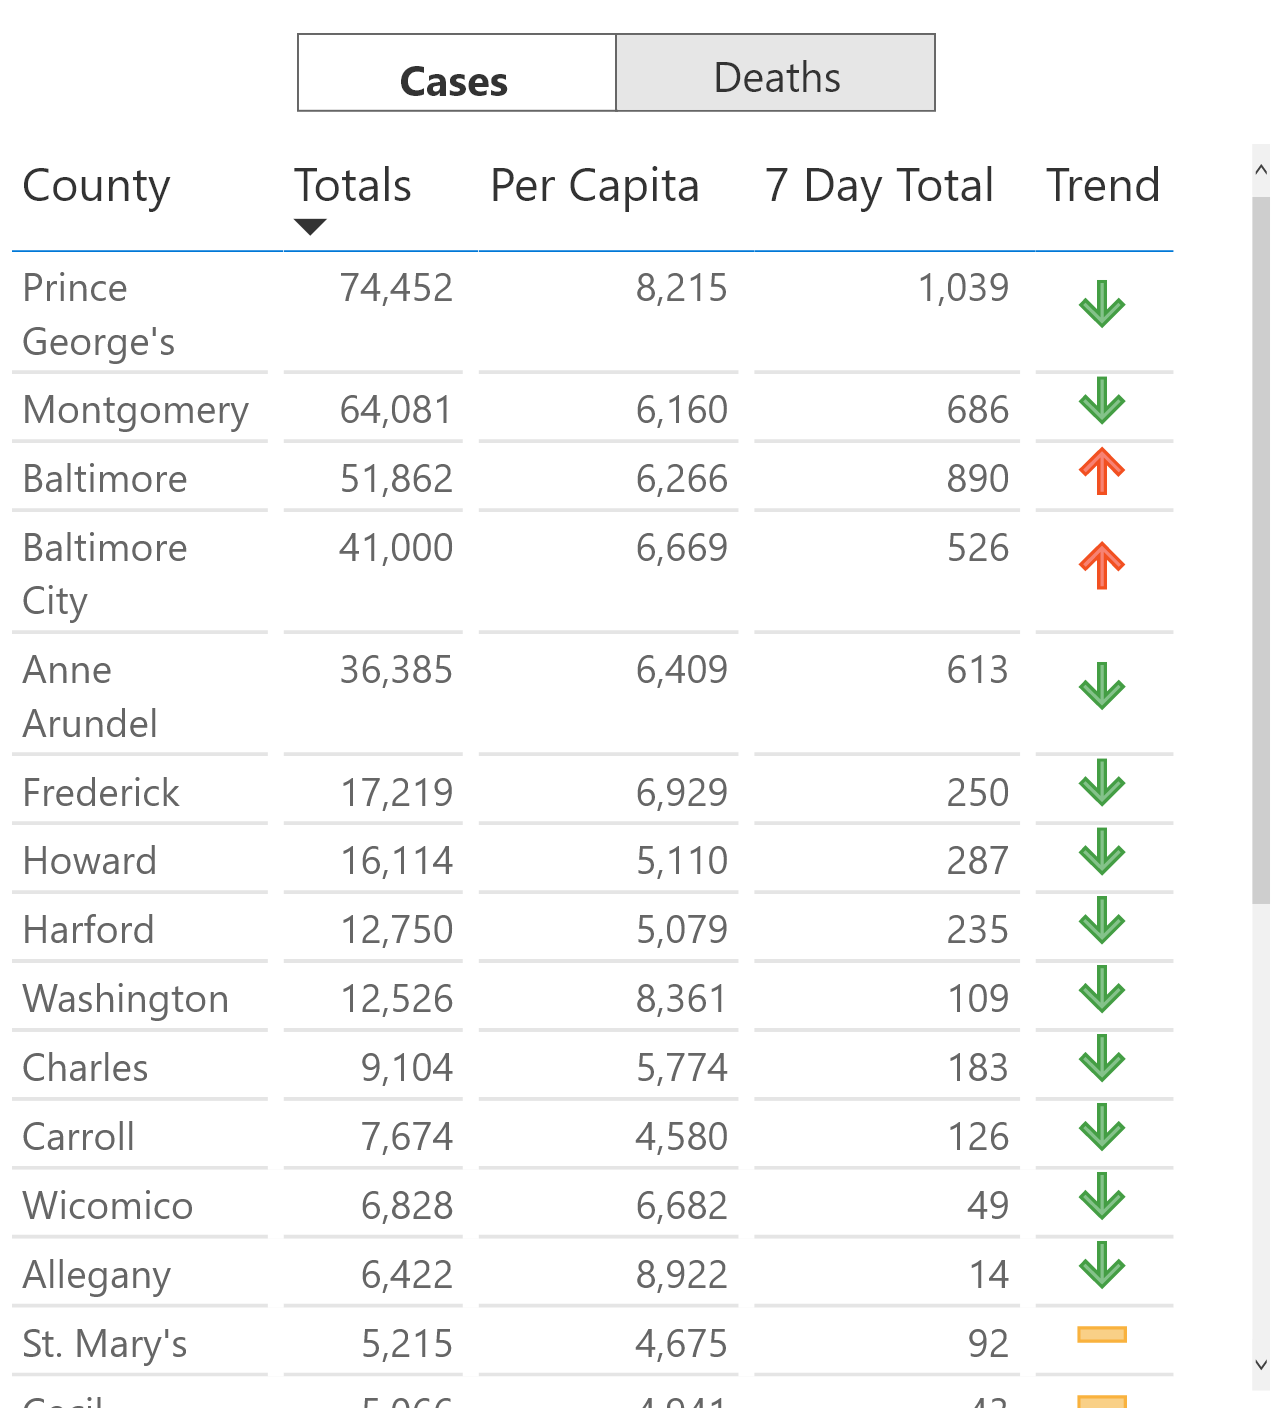 Cases Deaths
County Totals Per Capita 7 Day Total Trend
Prince 74,452 8,215 1,039
George's
Montgomery 64,081 6,160 686
Baltimore 51,862 6,266 890
Baltimore 41,000 6,669 526
City
Anne 36,385 6,409 613
Arundel
Frederick 17,219 6,929 250
Howard 16,114 5,110 287
Harford 12,750 5,079 235
Washington 12,526 8,361 109
Charles 9,104 5,774 183
Carroll 7,674 4,580 126
Wicomico 6,828 6,682 49
Allegany 6,422 8,922 14
St. Mary's 5,215 4,675 92
Cecil